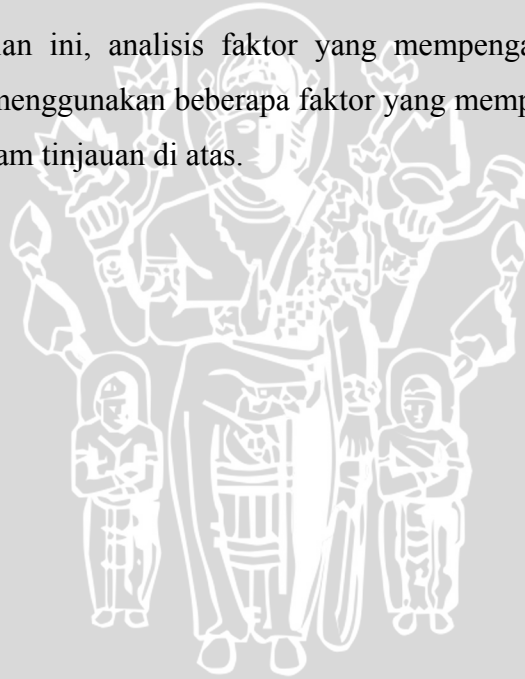 an ini, analisis faktor yang mempenga
menggunakan beberapa faktor yang memp
am tinjauan di atas.